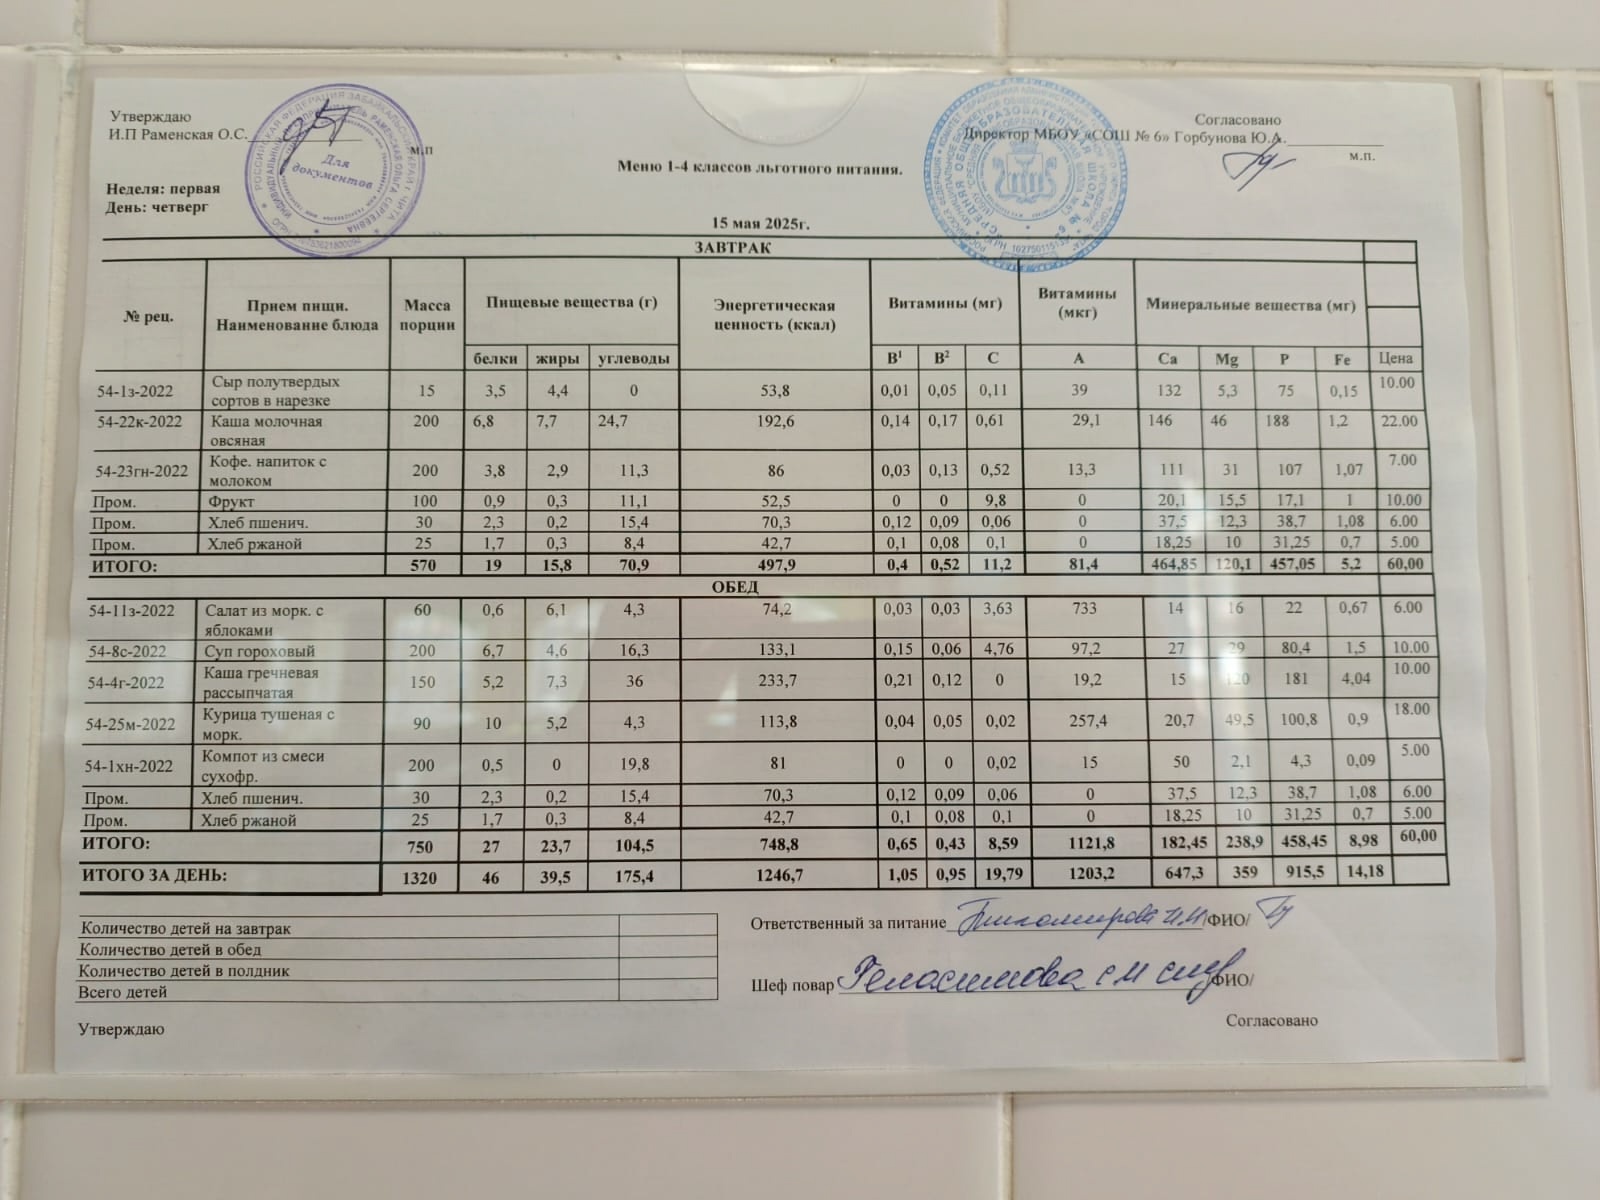 Утверждаю
И.П Раменская О.С.
м.п
РОССИЙСКАЯ ФЕДЕРАЦИЯ ЗАБАЙКАЛЬСКИЙ КРАЙ Г. ЧИТА
ИНДИВИДУАЛЬНЫЙ ПРЕДПРИНИМАТЕЛЬ РАМЕНСКАЯ ОЛЬГА СЕРГЕЕВНА
Для
документов
Согласовано
Директор МБОУ «СОШ № 6» Горбунова Ю.А.
м.п.
Меню 1-4 классов льготного питания.
Неделя: первая
День: четверг
15 мая 2025г.
ЗАВТРАК
№ рец. Прием пищи. Наименование блюда Масса порции Пищевые вещества (г) Энергетическая ценность (ккал) Витамины (мг) Витамины (мкг) Минеральные вещества (мг)
белки жиры углеводы B¹ B² C A Ca Mg P Fe Цена
54-1з-2022 Сыр полутвердых сортов в нарезке 15 3,5 4,4 0 53,8 0,01 0,05 0,11 39 132 5,3 75 0,15 10.00
54-22к-2022 Каша молочная овсяная 200 6,8 7,7 24,7 192,6 0,14 0,17 0,61 29,1 146 46 188 1,2 22.00
54-23гн-2022 Кофе. напиток с молоком 200 3,8 2,9 11,3 86 0,03 0,13 0,52 13,3 111 31 107 1,07 7.00
Пром. Фрукт 100 0,9 0,3 11,1 52,5 0 0 9,8 0 20,1 15,5 17,1 1 10.00
Пром. Хлеб пшенич. 30 2,3 0,2 15,4 70,3 0,12 0,09 0,06 0 37,5 12,3 38,7 1,08 6.00
Пром. Хлеб ржаной 25 1,7 0,3 8,4 42,7 0,1 0,08 0,1 0 18,25 10 31,25 0,7 5.00
ИТОГО: 570 19 15,8 70,9 497,9 0,4 0,52 11,2 81,4 464,85 120,1 457,05 5,2 60,00
ОБЕД
54-11з-2022 Салат из морк. с яблоками 60 0,6 6,1 4,3 74,2 0,03 0,03 3,63 733 14 16 22 0,67 6.00
54-8с-2022 Суп гороховый 200 6,7 4,6 16,3 133,1 0,15 0,06 4,76 97,2 27 29 80,4 1,5 10.00
54-4г-2022 Каша гречневая рассыпчатая 150 5,2 7,3 36 233,7 0,21 0,12 0 19,2 15 120 181 4,04 10.00
54-25м-2022 Курица тушеная с морк. 90 10 5,2 4,3 113,8 0,04 0,05 0,02 257,4 20,7 49,5 100,8 0,9 18.00
54-1хн-2022 Компот из смеси сухофр. 200 0,5 0 19,8 81 0 0 0,02 15 50 2,1 4,3 0,09 5.00
Пром. Хлеб пшенич. 30 2,3 0,2 15,4 70,3 0,12 0,09 0,06 0 37,5 12,3 38,7 1,08 6.00
Пром. Хлеб ржаной 25 1,7 0,3 8,4 42,7 0,1 0,08 0,1 0 18,25 10 31,25 0,7 5.00
ИТОГО: 750 27 23,7 104,5 748,8 0,65 0,43 8,59 1121,8 182,45 238,9 458,45 8,98 60,00
ИТОГО ЗА ДЕНЬ: 1320 46 39,5 175,4 1246,7 1,05 0,95 19,79 1203,2 647,3 359 915,5 14,18
Количество детей на завтрак
Количество детей в обед
Количество детей в полдник
Всего детей
Ответственный за питание Тихомирова И.И /ФИО/
Шеф повар Геласимова С М /ФИО/
Утверждаю
Согласовано